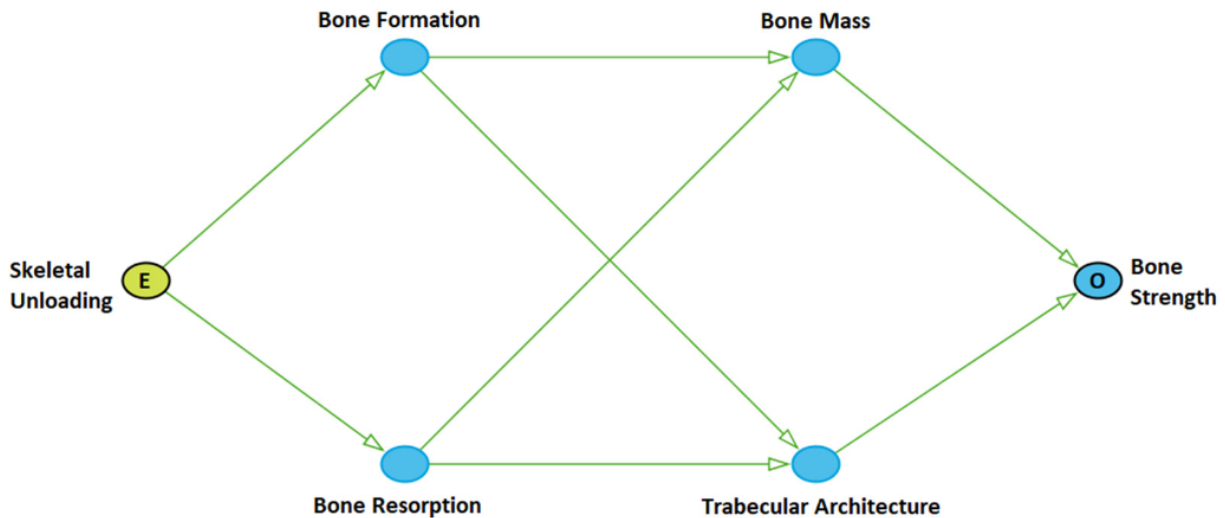 Bone Formation
Bone Mass
Skeletal
Unloading
E
O
Bone
Strength
Bone Resorption
Trabecular Architecture